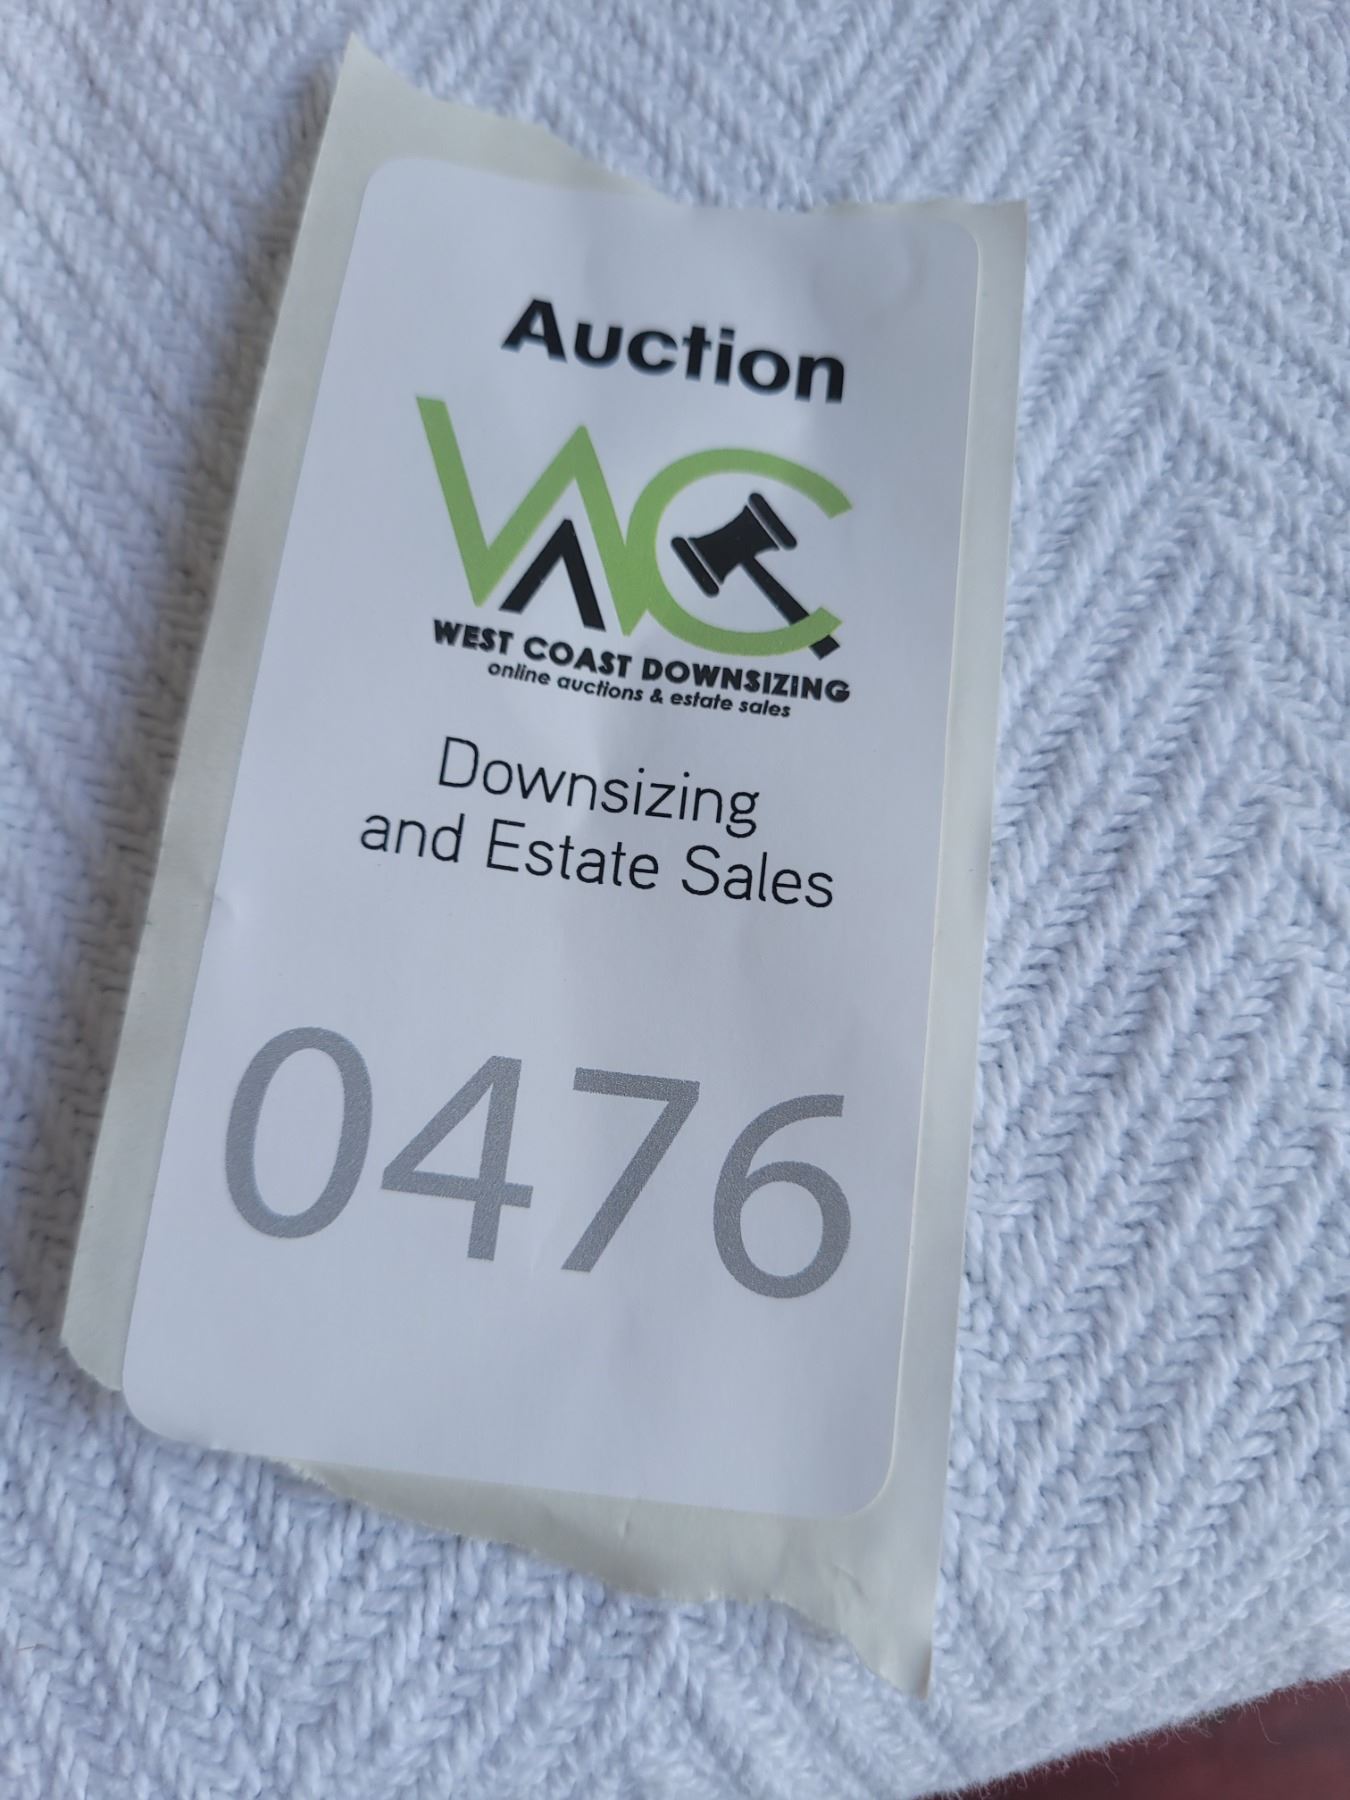 Auction
WC
WEST COAST DOWNSIZING
online auctions & estate sales
Downsizing
and Estate Sales
0476